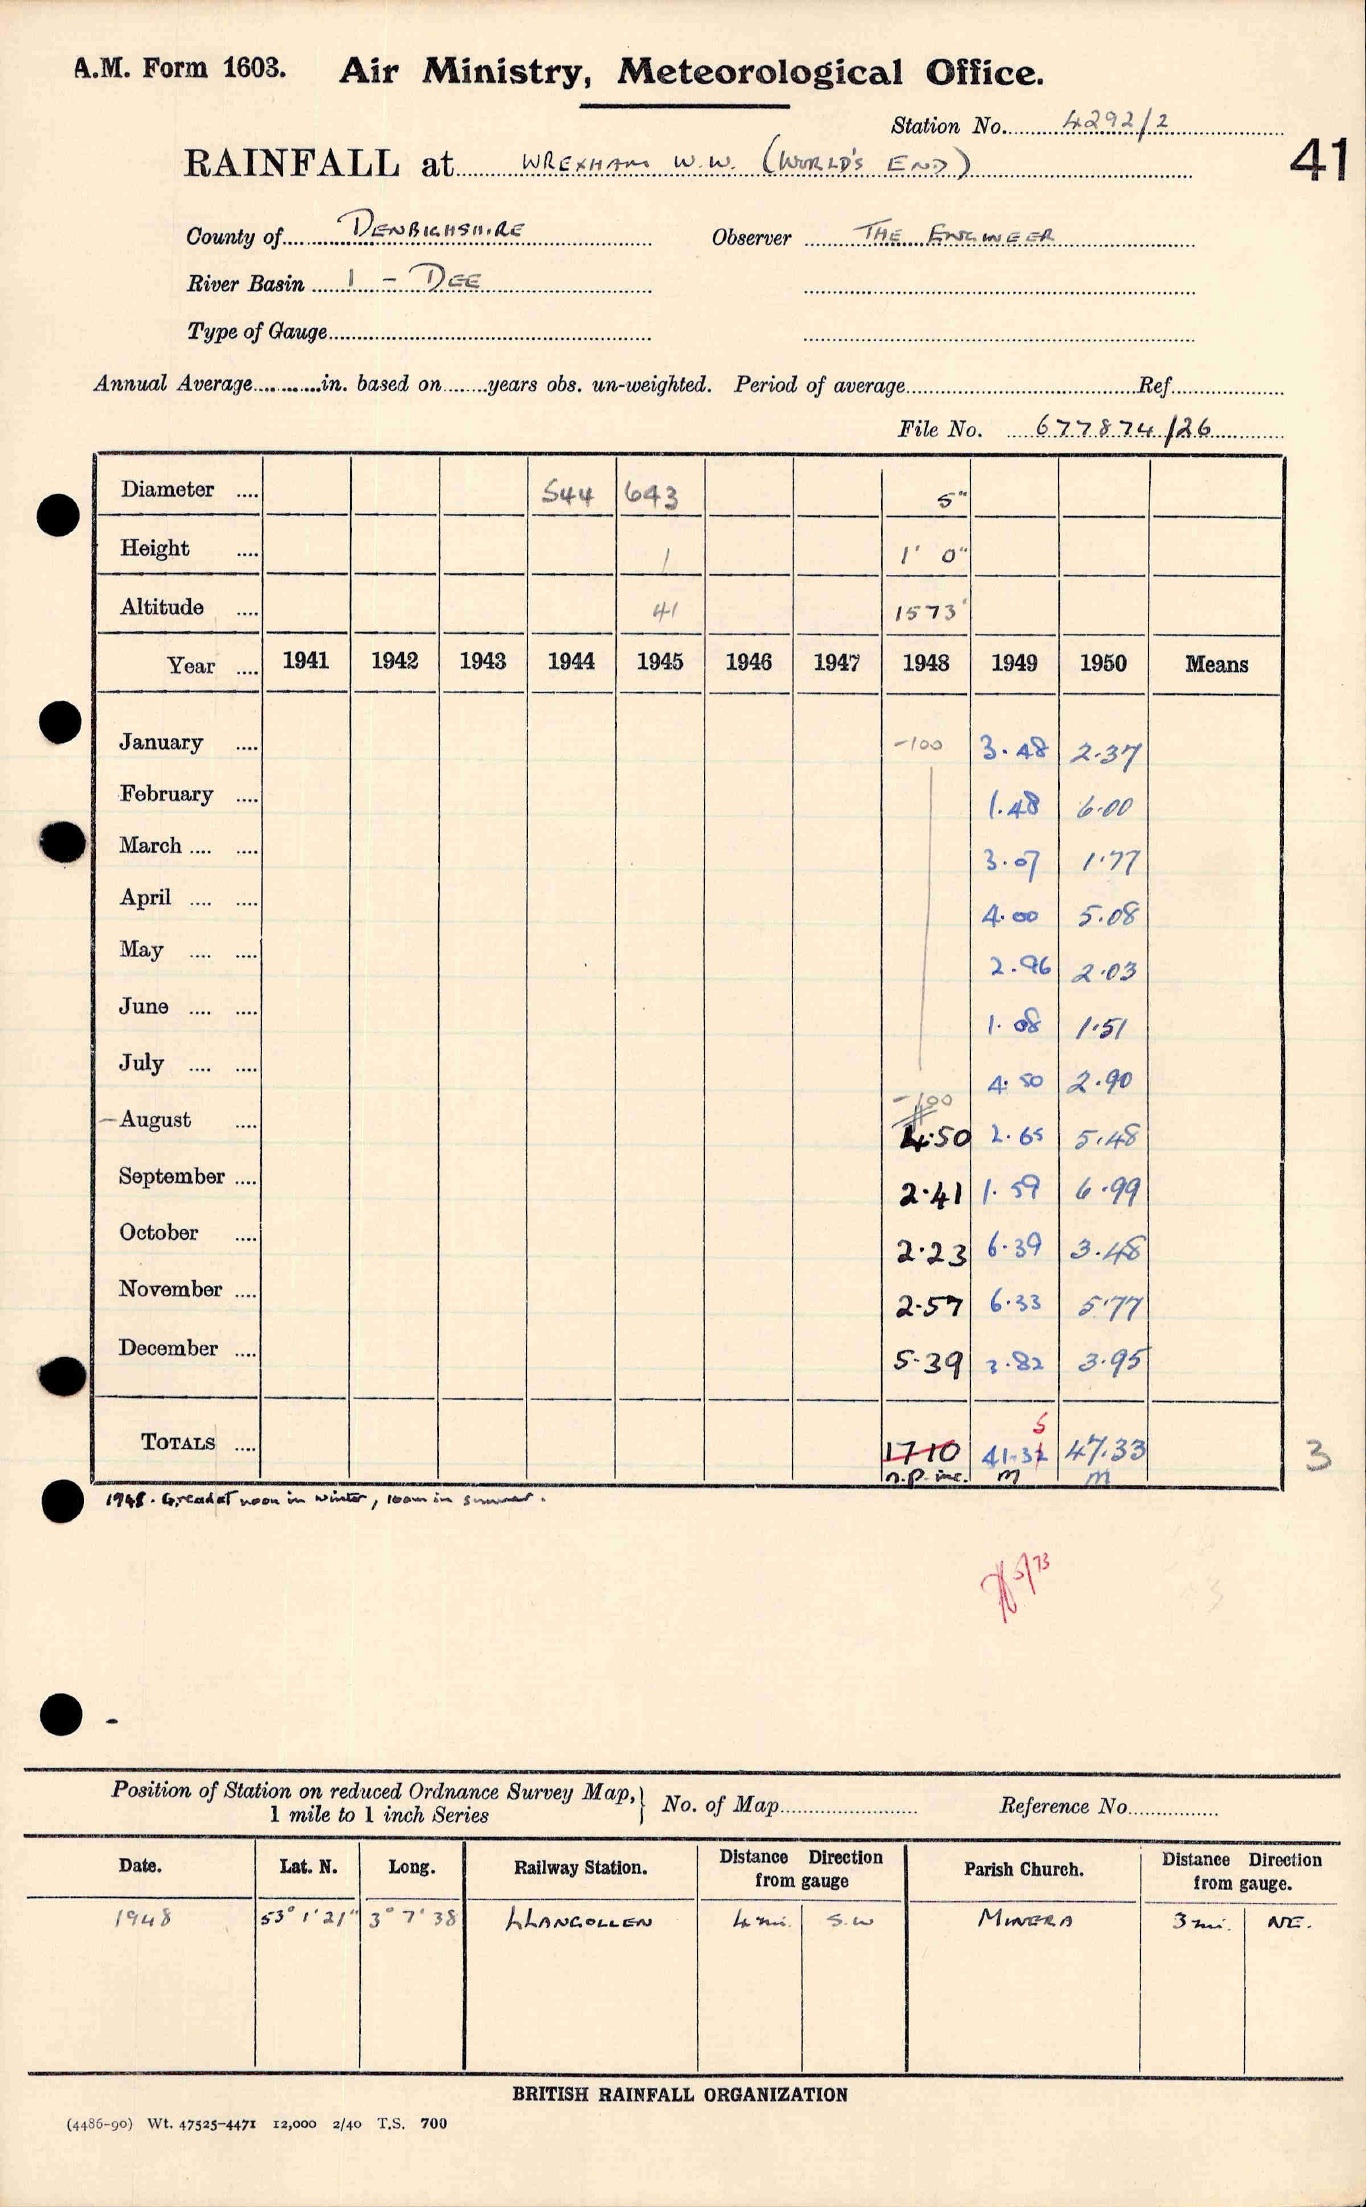 A.M. Form 1603. Air Ministry, Meteorological Office.
Station No. 4292/2
41
RAINFALL at WREXHAM W.W. (WORLD'S END)
County of DENBIGHSHIRE Observer THE ENGINEER
River Basin 1 - DEE
Type of Gauge
Annual Average in. based on years obs. un-weighted. Period of average Ref.
File No. 677874/26
Diameter 544 643 5"
Height 1 1' 0"
Altitude 41 1573'
Year 1941 1942 1943 1944 1945 1946 1947 1948 1949 1950 Means
January -100 3.48 2.37
February 1.48 6.00
March 3.07 1.77
April 4.00 5.08
May 2.96 2.03
June 1.08 1.51
July 4.50 2.90
-100
- August 4.50 2.65 5.48
September 2.41 1.59 6.99
October 2.23 6.39 3.48
November 2.57 6.33 5.77
December 5.39 3.82 3.95
5
TOTALS 1710 41.32 47.33 3
n.p. inc. m m
1948. G. read at noon in winter, 10am in summer.
5/73
Position of Station on reduced Ordnance Survey Map, 1 mile to 1 inch Series } No. of Map Reference No.
Date. Lat. N. Long. Railway Station. Distance Direction from gauge Parish Church. Distance Direction from gauge.
1948 53° 1' 21" 3° 7' 38 LLANGOLLEN 4 mi. S.W MINERA 3 mi. NE.
BRITISH RAINFALL ORGANIZATION
(4486-90) Wt. 47525-4471 12,000 2/40 T.S. 700